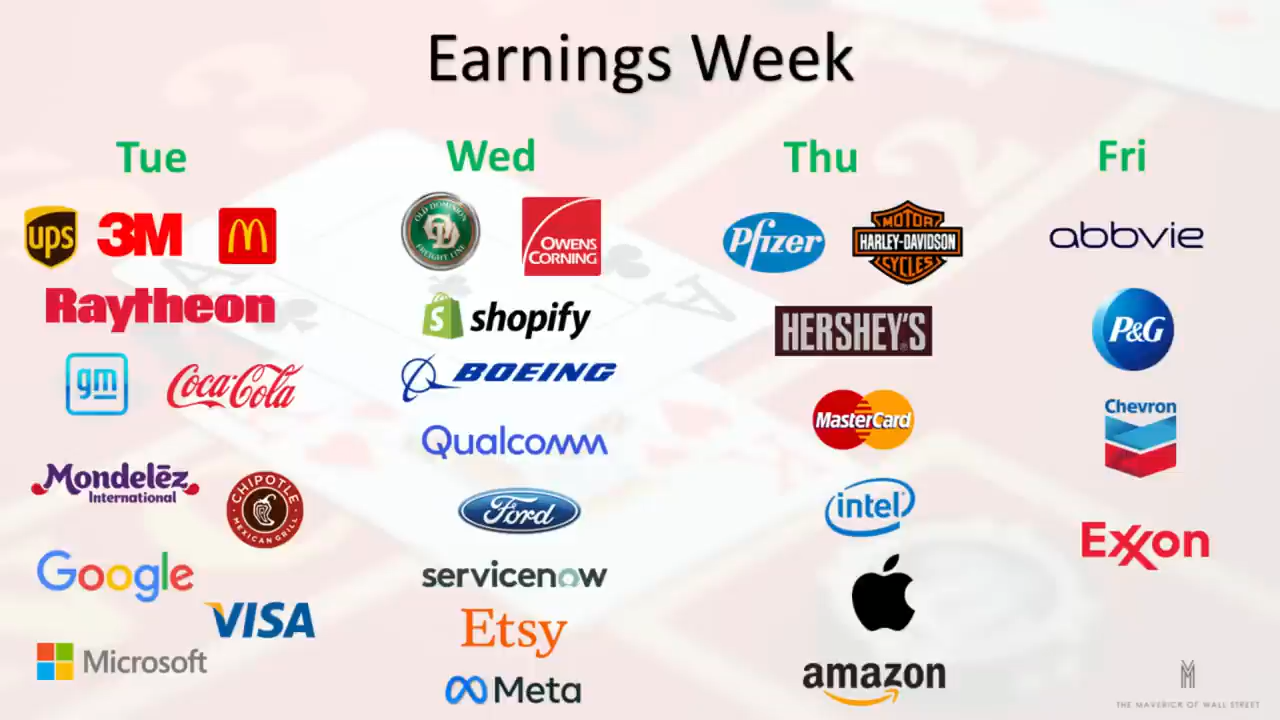 Earnings Week
Tue
ups
3M
Raytheon
gm
Coca-Cola
Mondelēz
International
CHIPOTLE
MEXICAN GRILL
Google
VISA
Microsoft
Wed
OLD DOMINION
OD
FREIGHT LINE
OWENS
CORNING
shopify
BOEING
Qualcomm
Ford
servicenow
Etsy
Meta
Thu
Pfizer
MOTOR
HARLEY-DAVIDSON
CYCLES
HERSHEY'S
MasterCard
intel
amazon
Fri
abbvie
P&G
Chevron
Exxon
THE MAVERICK OF WALL STREET